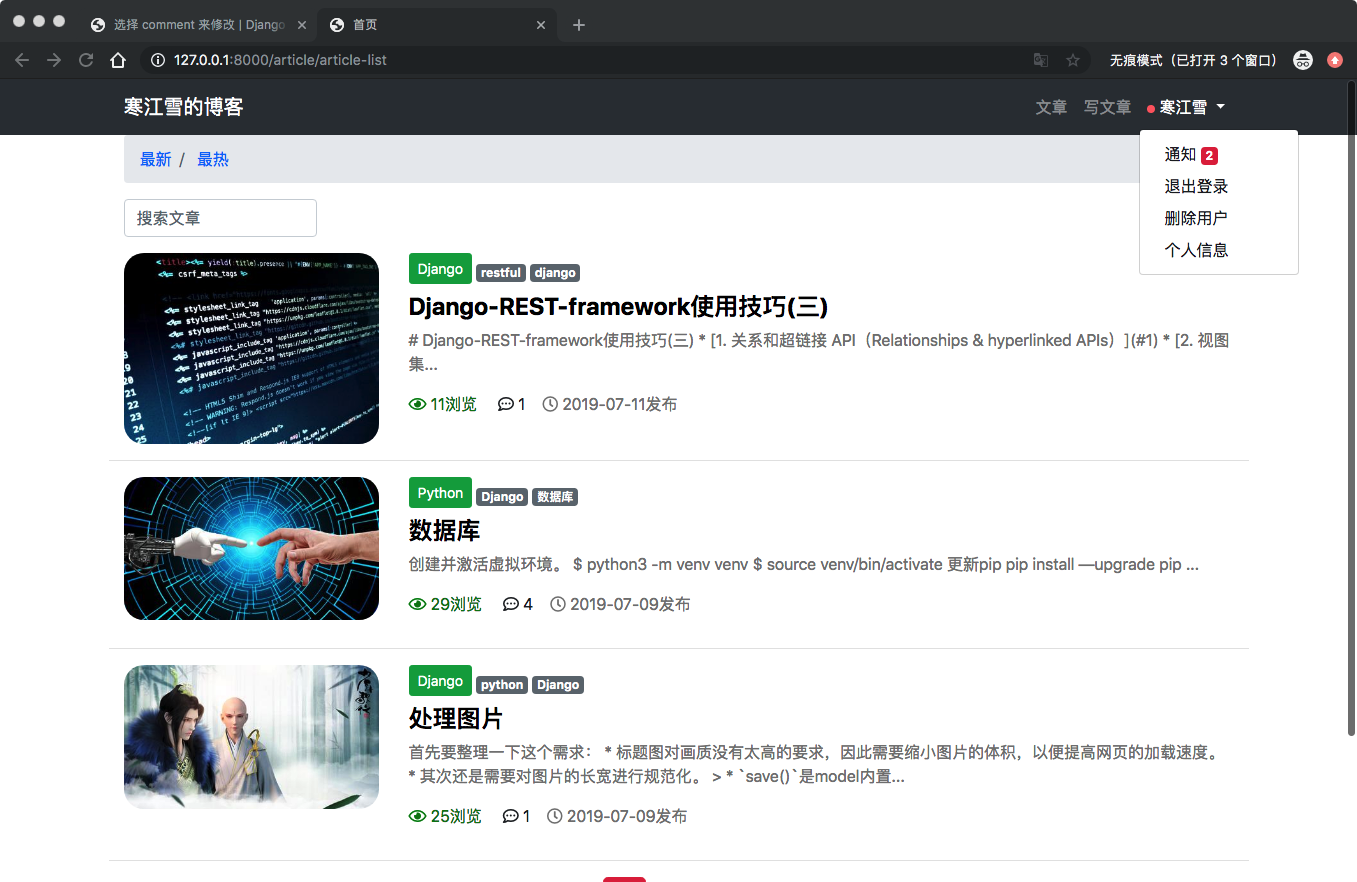 选择 comment 来修改 | Django
首页
127.0.0.1:8000/article/article-list
无痕模式（已打开 3 个窗口）
寒江雪的博客
文章 写文章 寒江雪
通知 2
退出登录
删除用户
个人信息
最新 / 最热
搜索文章
Django restful django
Django-REST-framework使用技巧(三)
# Django-REST-framework使用技巧(三) * [1. 关系和超链接 API（Relationships & hyperlinked APIs）](#1) * [2. 视图
集...
11浏览 1 2019-07-11发布
Python Django 数据库
数据库
创建并激活虚拟环境。 $ python3 -m venv venv $ source venv/bin/activate 更新pip pip install —upgrade pip ...
29浏览 4 2019-07-09发布
Django python Django
处理图片
首先要整理一下这个需求： * 标题图对画质没有太高的要求，因此需要缩小图片的体积，以便提高网页的加载速度。
* 其次还是需要对图片的长宽进行规范化。 > * `save()`是model内置...
25浏览 1 2019-07-09发布